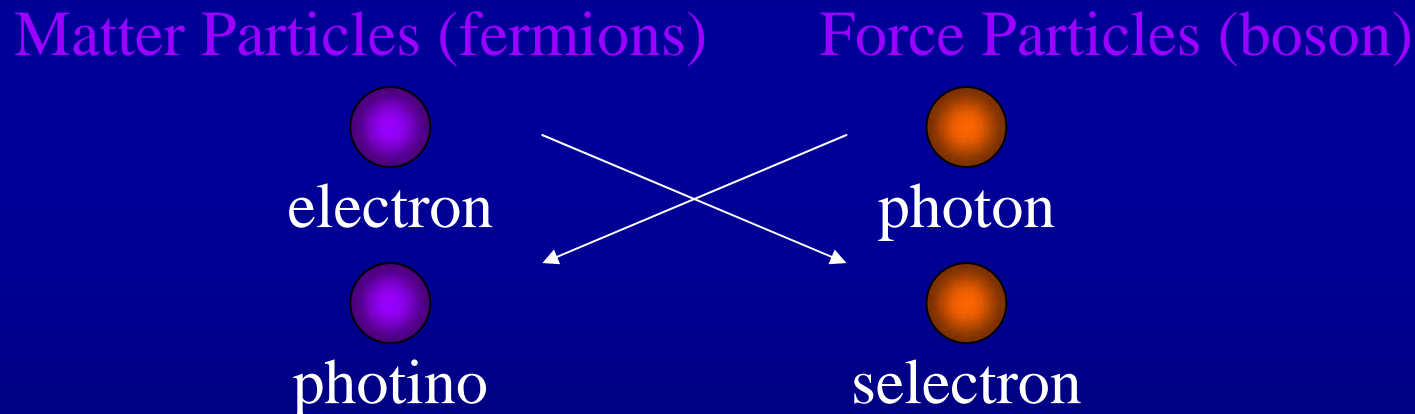 Matter Particles (fermions) Force Particles (boson)
electron photon
photino selectron